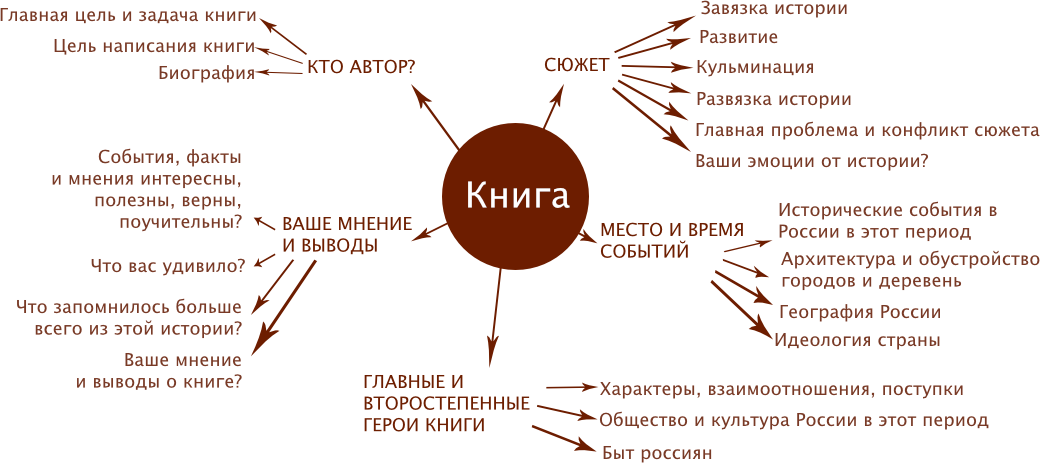 Главная цель и задача книги
Цель написания книги
Биография
КТО АВТОР?
СЮЖЕТ
Завязка истории
Развитие
Кульминация
Развязка истории
Главная проблема и конфликт сюжета
Ваши эмоции от истории?
Книга
События, факты
и мнения интересны,
полезны, верны,
поучительны?
ВАШЕ МНЕНИЕ
И ВЫВОДЫ
Что вас удивило?
Что запомнилось больше
всего из этой истории?
Ваше мнение
и выводы о книге?
МЕСТО И ВРЕМЯ
СОБЫТИЙ
Исторические события в
России в этот период
Архитектура и обустройство
городов и деревень
География России
Идеология страны
ГЛАВНЫЕ И
ВТОРОСТЕПЕННЫЕ
ГЕРОИ КНИГИ
Характеры, взаимоотношения, поступки
Общество и культура России в этот период
Быт россиян